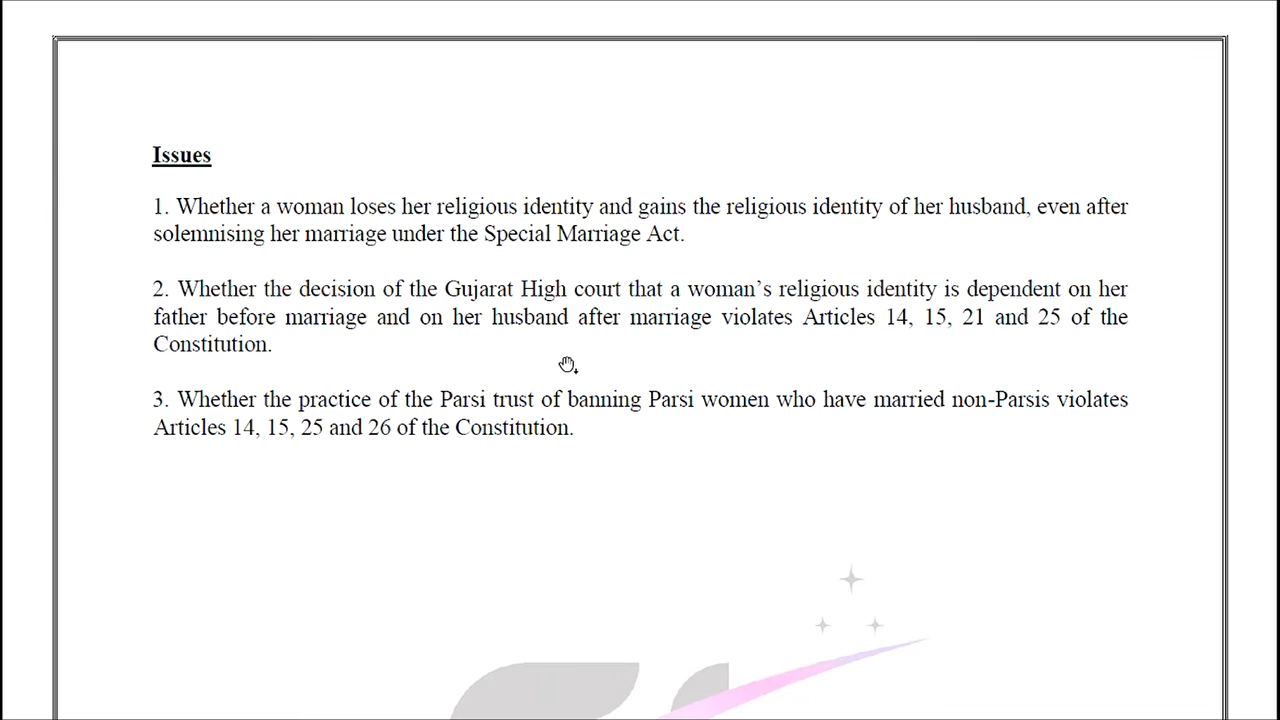 Issues
1. Whether a woman loses her religious identity and gains the religious identity of her husband, even after
solemnising her marriage under the Special Marriage Act.
2. Whether the decision of the Gujarat High court that a woman’s religious identity is dependent on her
father before marriage and on her husband after marriage violates Articles 14, 15, 21 and 25 of the
Constitution.
3. Whether the practice of the Parsi trust of banning Parsi women who have married non-Parsis violates
Articles 14, 15, 25 and 26 of the Constitution.